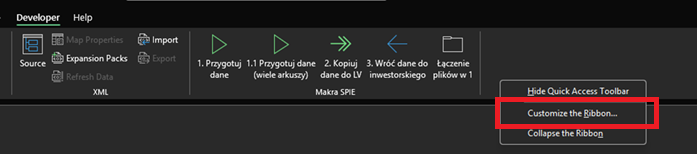 Developer Help
Source
Map Properties
Import
Expansion Packs
Export
Refresh Data
XML
1. Przygotuj
dane
1.1 Przygotuj dane
(wiele arkuszy)
2. Kopiuj
dane do LV
3. Wróć dane do
inwestorskiego
Łączenie
plików w 1
Makra SPIE
Hide Quick Access Toolbar
Customize the Ribbon...
Collapse the Ribbon